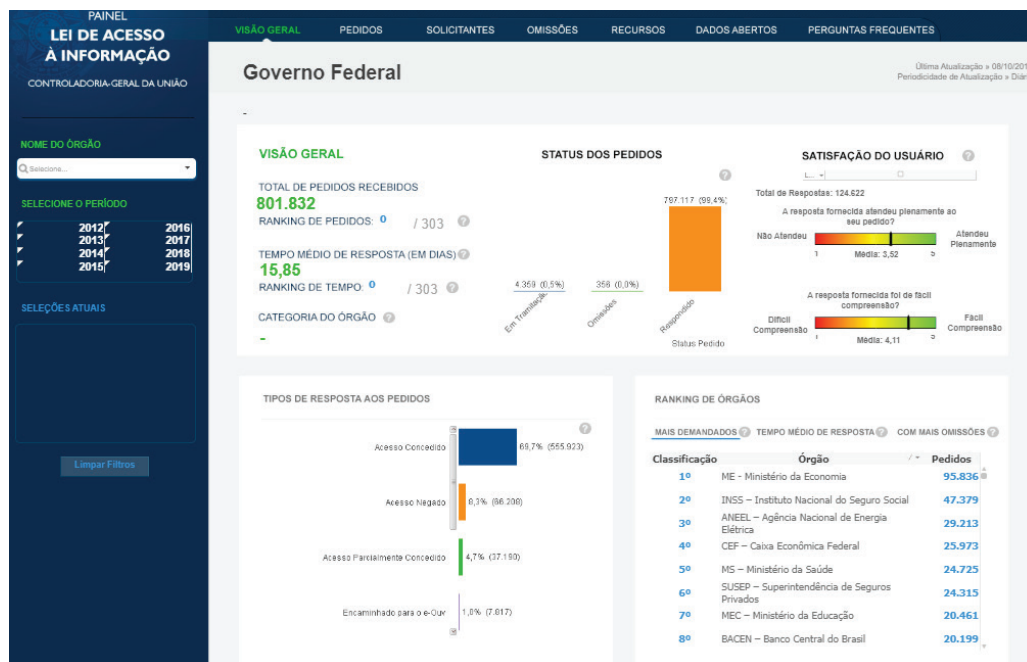 PAINEL
LEI DE ACESSO
À INFORMAÇÃO
CONTROLADORIA-GERAL DA UNIÃO
NOME DO ÓRGÃO
Selecione...
SELECIONE O PERÍODO
2012 2016
2013 2017
2014 2018
2015 2019
SELEÇÕES ATUAIS
Limpar Filtros
VISÃO GERAL PEDIDOS SOLICITANTES OMISSÕES RECURSOS DADOS ABERTOS PERGUNTAS FREQUENTES
Governo Federal
Última Atualização » 08/10/201
Periodicidade de Atualização » Diár
-
VISÃO GERAL
TOTAL DE PEDIDOS RECEBIDOS
801.832
RANKING DE PEDIDOS: 0 / 303 ?
TEMPO MÉDIO DE RESPOSTA (EM DIAS) ?
15,85
RANKING DE TEMPO: 0 / 303 ?
CATEGORIA DO ÓRGÃO ?
-
STATUS DOS PEDIDOS
?
4.359 (0,5%) 356 (0,0%) 797.117 (99,4%)
Em Tramitação Omissões Respondido
Status Pedido
SATISFAÇÃO DO USUÁRIO ?
L...
Total de Respostas: 124.622
A resposta fornecida atendeu plenamente ao
seu pedido?
Não Atendeu Atendeu
Plenamente
1 Média: 3,52 5
A resposta fornecida foi de fácil
compreensão?
Difícil Fácil
Compreensão Compreensão
1 Média: 4,11 5
TIPOS DE RESPOSTA AOS PEDIDOS
?
Acesso Concedido 69,7% (555.923)
Acesso Negado 8,3% (66.200)
Acesso Parcialmente Concedido 4,7% (37.190)
Encaminhado para o e-Ouv 1,0% (7.017)
RANKING DE ÓRGÃOS
MAIS DEMANDADOS ? TEMPO MÉDIO DE RESPOSTA ? COM MAIS OMISSÕES ?
Classificação Órgão Pedidos
1º ME - Ministério da Economia 95.836
2º INSS – Instituto Nacional do Seguro Social 47.379
3º ANEEL – Agência Nacional de Energia
Elétrica 29.213
4º CEF – Caixa Econômica Federal 25.973
5º MS – Ministério da Saúde 24.725
6º SUSEP – Superintendência de Seguros
Privados 24.315
7º MEC – Ministério da Educação 20.461
8º BACEN – Banco Central do Brasil 20.199